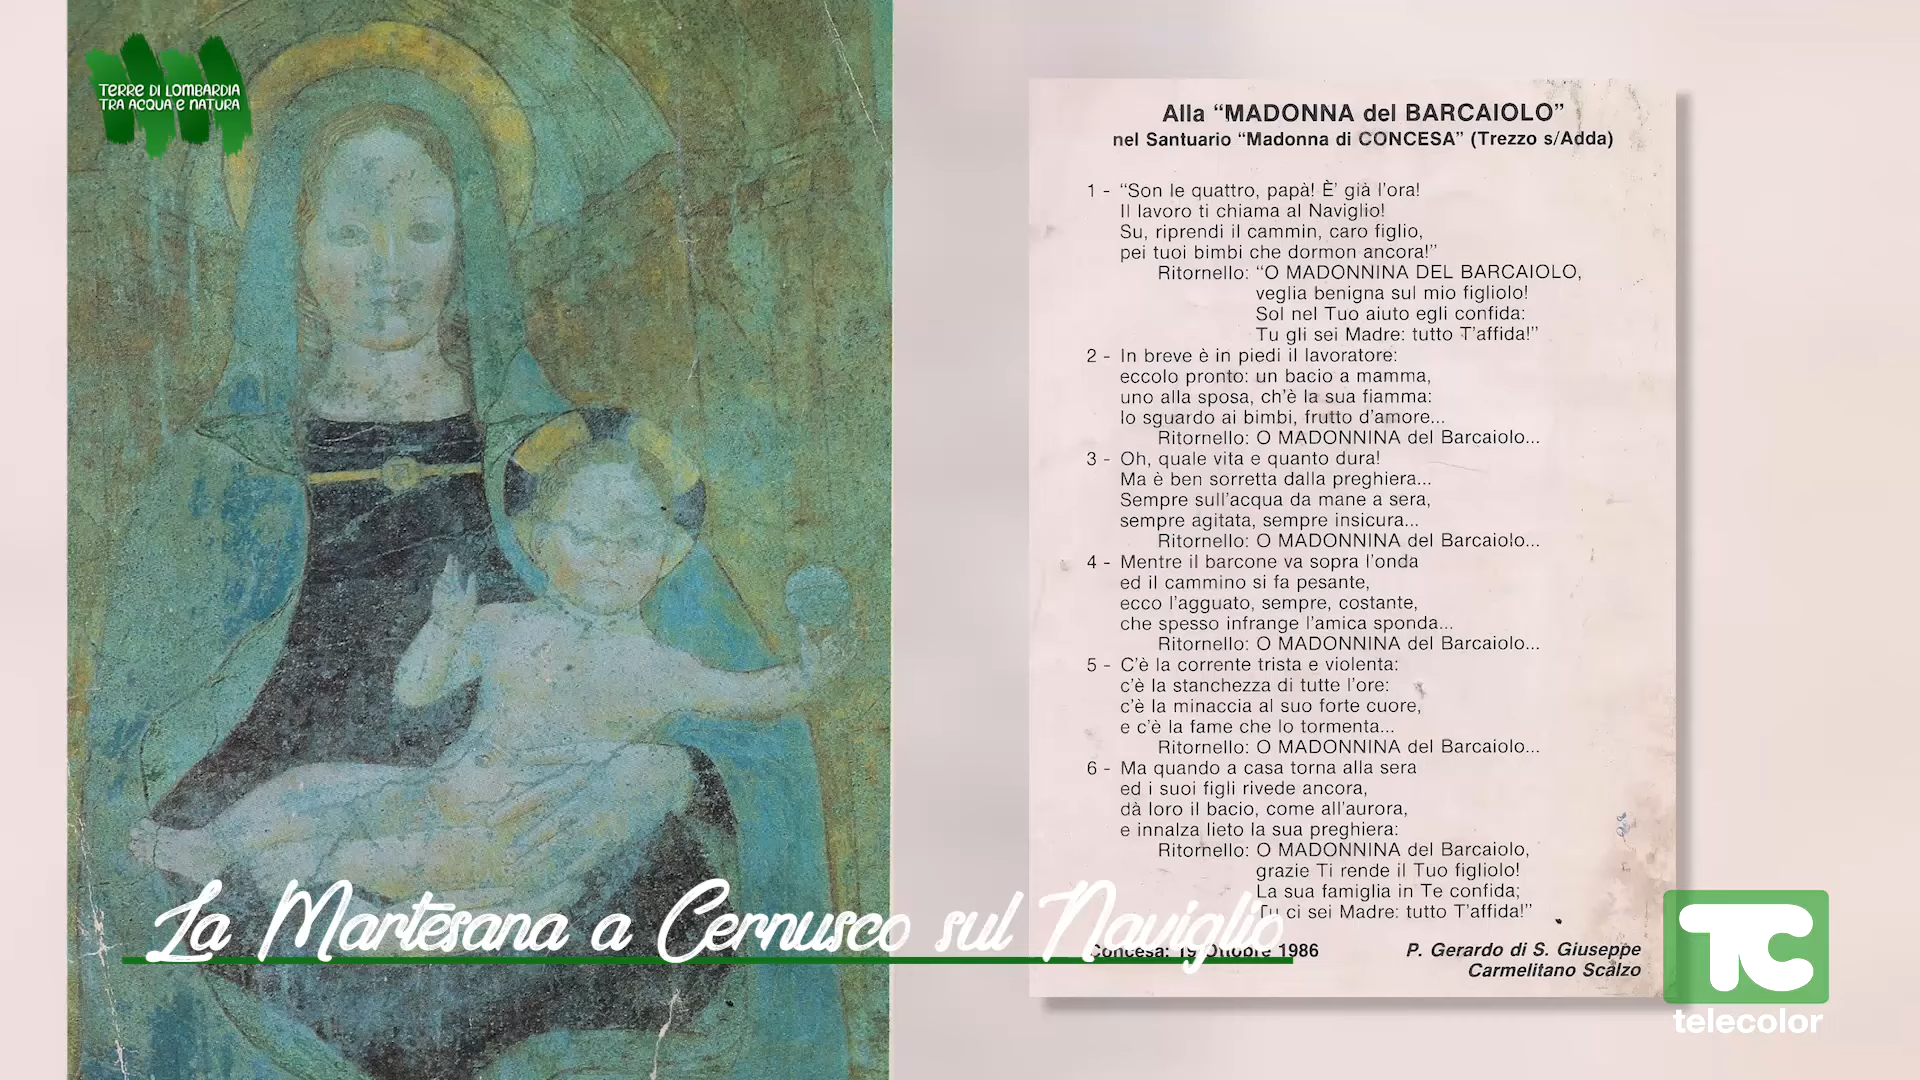 TERRE DI LOMBARDIA
TRA ACQUA E NATURA
Alla “MADONNA del BARCAIOLO”
nel Santuario “Madonna di CONCESA” (Trezzo s/Adda)
1 - “Son le quattro, papà! È’ già l’ora!
Il lavoro ti chiama al Naviglio!
Su, riprendi il cammin, caro figlio,
pei tuoi bimbi che dormon ancora!”
Ritornello: “O MADONNINA DEL BARCAIOLO,
veglia benigna sul mio figliolo!
Sol nel Tuo aiuto egli confida:
Tu gli sei Madre: tutto T’affida!”
2 - In breve è in piedi il lavoratore:
eccolo pronto: un bacio a mamma,
uno alla sposa, ch’è la sua fiamma:
lo sguardo ai bimbi, frutto d’amore...
Ritornello: O MADONNINA del Barcaiolo...
3 - Oh, quale vita e quanto dura!
Ma è ben sorretta dalla preghiera...
Sempre sull’acqua da mane a sera,
sempre agitata, sempre insicura...
Ritornello: O MADONNINA del Barcaiolo...
4 - Mentre il barcone va sopra l’onda
ed il cammino si fa pesante,
ecco l’agguato, sempre, costante,
che spesso infrange l’amica sponda...
Ritornello: O MADONNINA del Barcaiolo...
5 - C’è la corrente trista e violenta:
c’è la stanchezza di tutte l’ore:
c’è la minaccia al suo forte cuore,
e c’è la fame che lo tormenta...
Ritornello: O MADONNINA del Barcaiolo...
6 - Ma quando a casa torna alla sera
ed i suoi figli rivede ancora,
dà loro il bacio, come all’aurora,
e innalza lieto la sua preghiera:
Ritornello: O MADONNINA del Barcaiolo,
grazie Ti rende il Tuo figliolo!
La sua famiglia in Te confida;
Tu ci sei Madre: tutto T’affida!”
Concesa: 19 Ottobre 1986
P. Gerardo di S. Giuseppe
Carmelitano Scalzo
La Martesana a Cernusco sul Naviglio
TC
telecolor